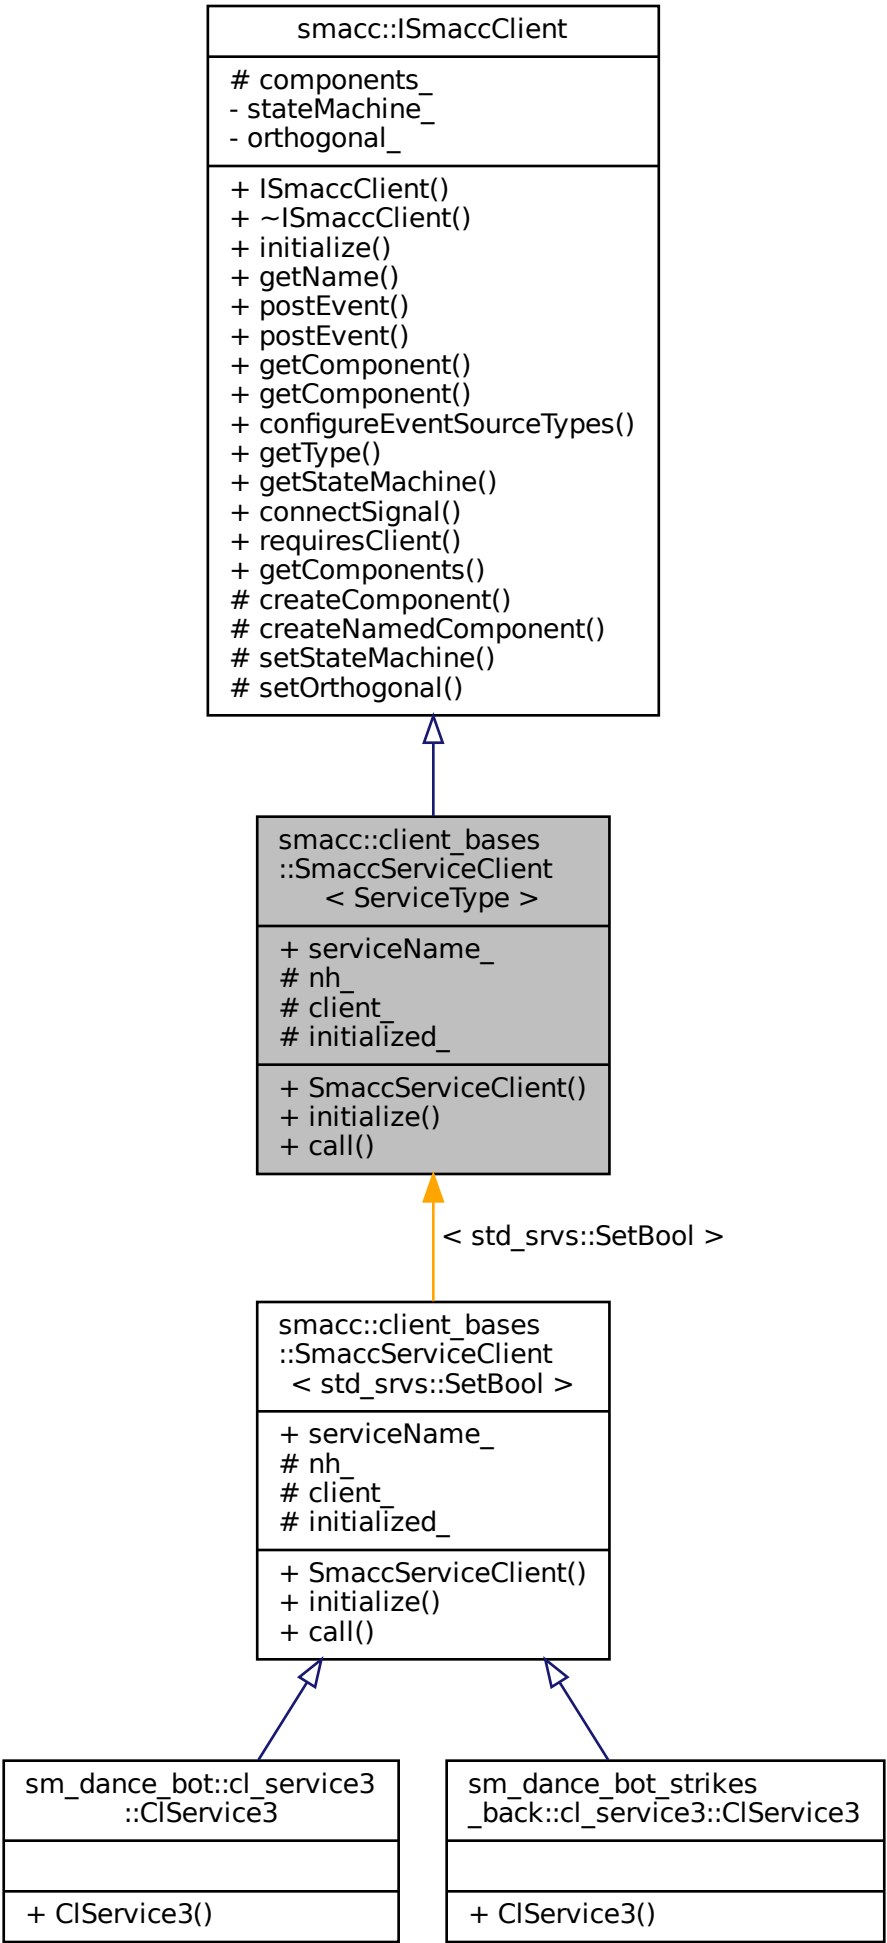 smacc::ISmaccClient
# components_
- stateMachine_
- orthogonal_
+ ISmaccClient()
+ ~ISmaccClient()
+ initialize()
+ getName()
+ postEvent()
+ postEvent()
+ getComponent()
+ getComponent()
+ configureEventSourceTypes()
+ getType()
+ getStateMachine()
+ connectSignal()
+ requiresClient()
+ getComponents()
# createComponent()
# createNamedComponent()
# setStateMachine()
# setOrthogonal()
smacc::client_bases
::SmaccServiceClient
< ServiceType >
+ serviceName_
# nh_
# client_
# initialized_
+ SmaccServiceClient()
+ initialize()
+ call()
< std_srvs::SetBool >
smacc::client_bases
::SmaccServiceClient
< std_srvs::SetBool >
+ serviceName_
# nh_
# client_
# initialized_
+ SmaccServiceClient()
+ initialize()
+ call()
sm_dance_bot::cl_service3
::ClService3
+ ClService3()
sm_dance_bot_strikes
_back::cl_service3::ClService3
+ ClService3()